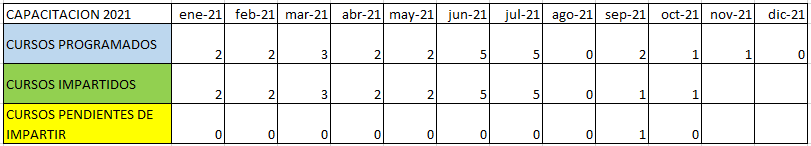 CAPACITACION 2021 ene-21 feb-21 mar-21 abr-21 may-21 jun-21 jul-21 ago-21 sep-21 oct-21 nov-21 dic-21
CURSOS PROGRAMADOS 2 2 3 2 2 5 5 0 2 1 1 0
CURSOS IMPARTIDOS 2 2 3 2 2 5 5 0 1 1
CURSOS PENDIENTES DE
IMPARTIR 0 0 0 0 0 0 0 0 1 0